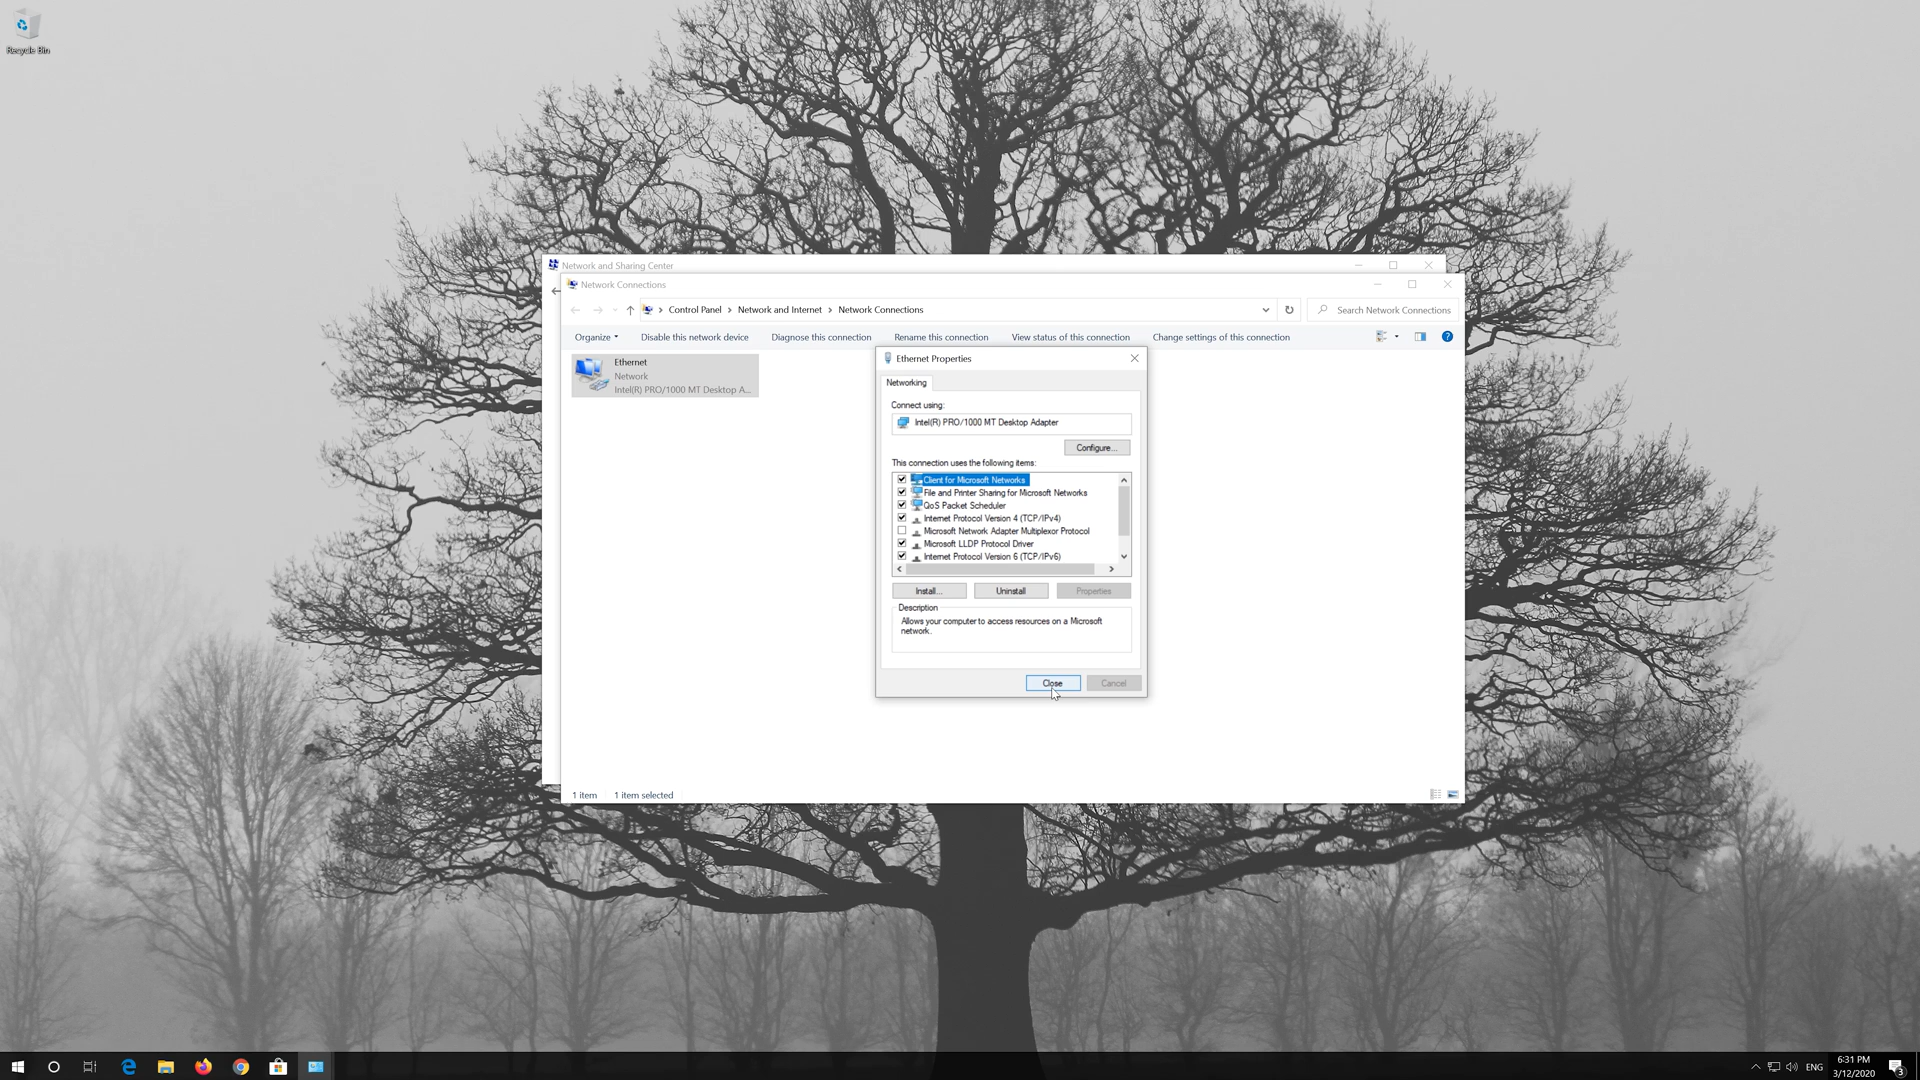 Recycle Bin
Network and Sharing Center
Network Connections
Control Panel > Network and Internet > Network Connections
Search Network Connections
Organize
Disable this network device
Diagnose this connection
Rename this connection
View status of this connection
Change settings of this connection
Ethernet
Network
Intel(R) PRO/1000 MT Desktop A...
Ethernet Properties
Networking
Connect using:
Intel(R) PRO/1000 MT Desktop Adapter
Configure...
This connection uses the following items:
Client for Microsoft Networks
File and Printer Sharing for Microsoft Networks
QoS Packet Scheduler
Internet Protocol Version 4 (TCP/IPv4)
Microsoft Network Adapter Multiplexor Protocol
Microsoft LLDP Protocol Driver
Internet Protocol Version 6 (TCP/IPv6)
Install...
Uninstall
Properties
Description
Allows your computer to access resources on a Microsoft
network.
Close
Cancel
1 item
1 item selected
ENG
6:31 PM
3/12/2020
3